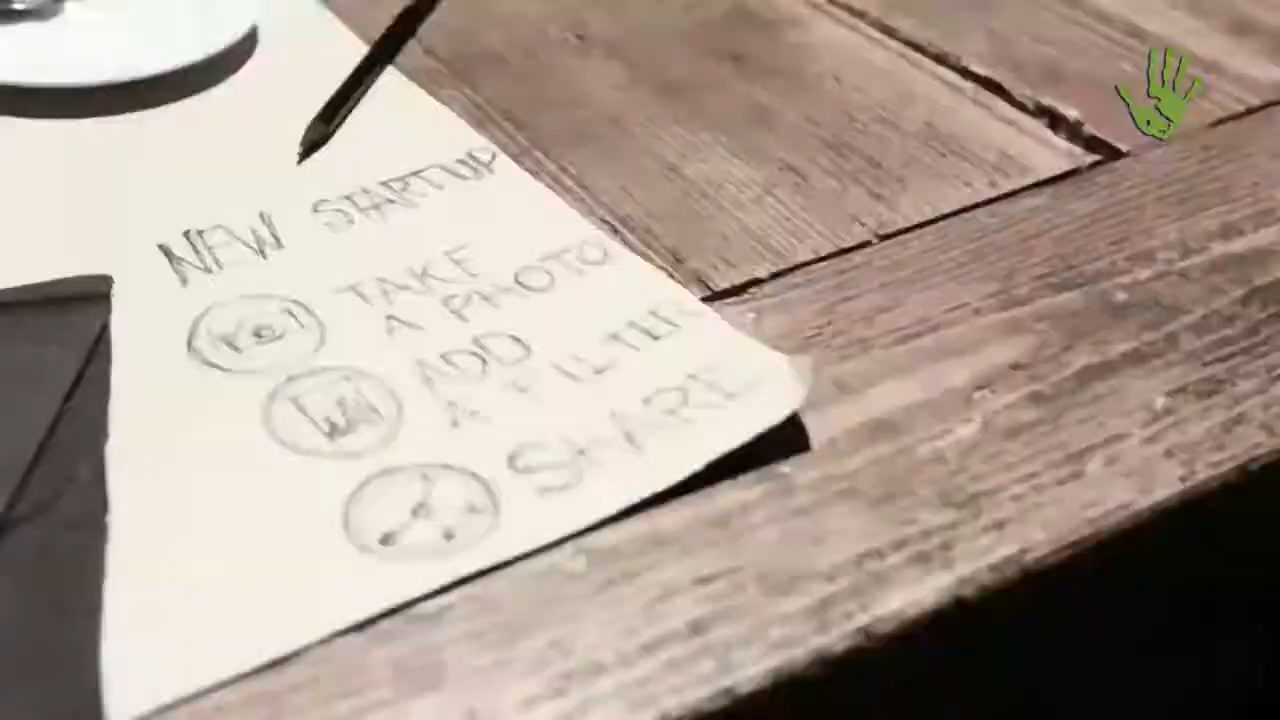 NEW STARTUP
TAKE
A PHOTO
ADD
A FILTER
SHARE